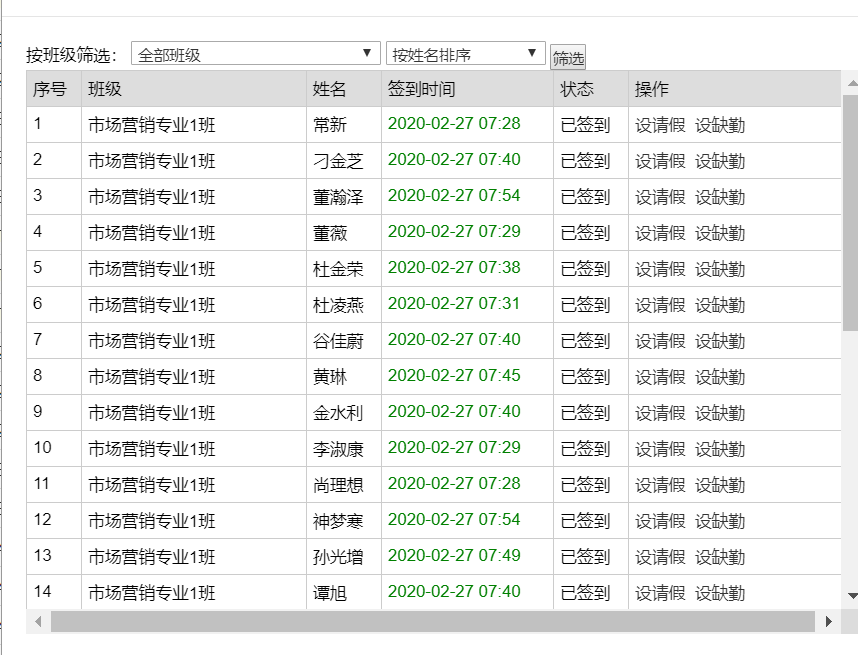 按班级筛选： 全部班级 按姓名排序 筛选
序号 班级 姓名 签到时间 状态 操作
1 市场营销专业1班 常新 2020-02-27 07:28 已签到 设请假 设缺勤
2 市场营销专业1班 刁金芝 2020-02-27 07:40 已签到 设请假 设缺勤
3 市场营销专业1班 董瀚泽 2020-02-27 07:54 已签到 设请假 设缺勤
4 市场营销专业1班 董薇 2020-02-27 07:29 已签到 设请假 设缺勤
5 市场营销专业1班 杜金荣 2020-02-27 07:38 已签到 设请假 设缺勤
6 市场营销专业1班 杜凌燕 2020-02-27 07:31 已签到 设请假 设缺勤
7 市场营销专业1班 谷佳蔚 2020-02-27 07:40 已签到 设请假 设缺勤
8 市场营销专业1班 黄琳 2020-02-27 07:45 已签到 设请假 设缺勤
9 市场营销专业1班 金水利 2020-02-27 07:40 已签到 设请假 设缺勤
10 市场营销专业1班 李淑康 2020-02-27 07:29 已签到 设请假 设缺勤
11 市场营销专业1班 尚理想 2020-02-27 07:28 已签到 设请假 设缺勤
12 市场营销专业1班 神梦寒 2020-02-27 07:54 已签到 设请假 设缺勤
13 市场营销专业1班 孙光增 2020-02-27 07:49 已签到 设请假 设缺勤
14 市场营销专业1班 谭旭 2020-02-27 07:40 已签到 设请假 设缺勤